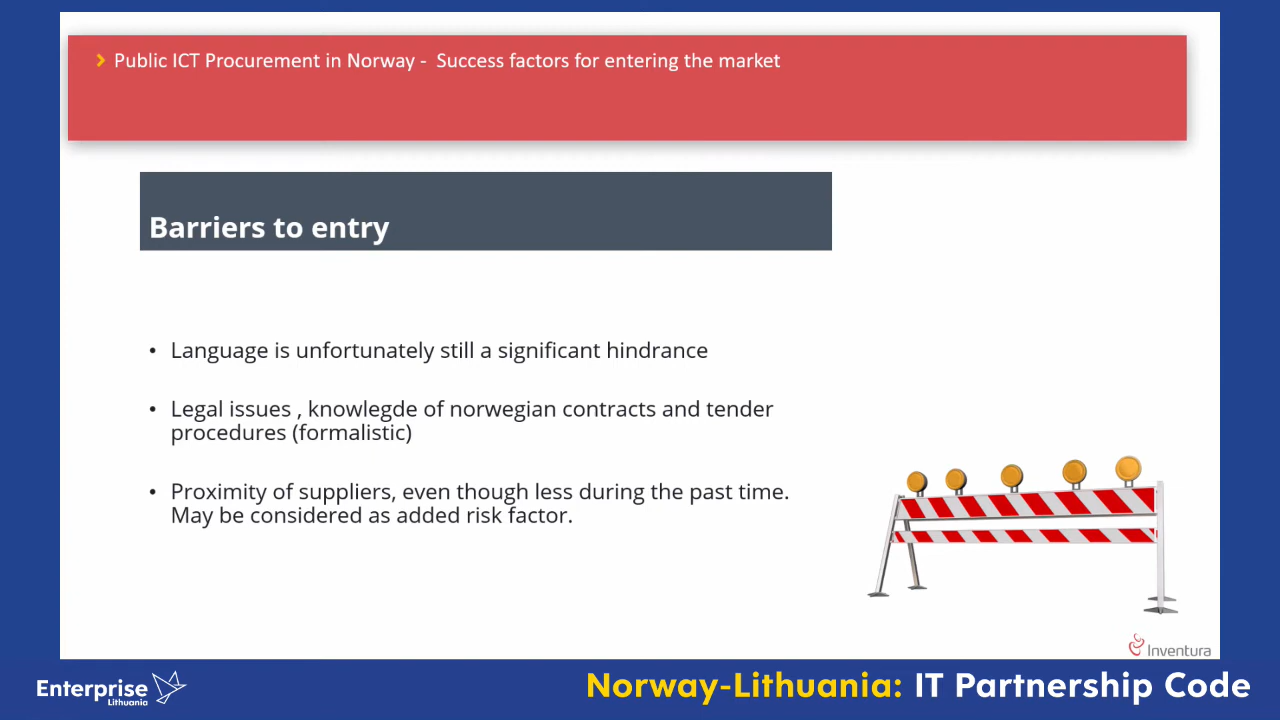 Public ICT Procurement in Norway - Success factors for entering the market
Barriers to entry
• Language is unfortunately still a significant hindrance
• Legal issues , knowlegde of norwegian contracts and tender
procedures (formalistic)
• Proximity of suppliers, even though less during the past time.
May be considered as added risk factor.
Inventura
Enterprise
Lithuania
Norway-Lithuania: IT Partnership Code